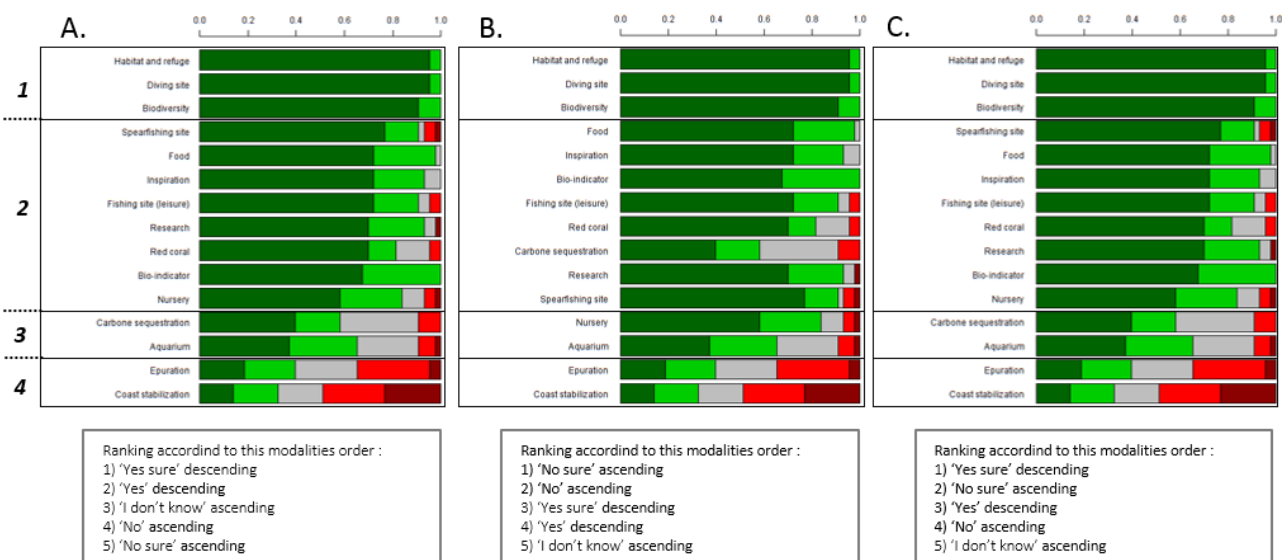 A.
0.0 0.2 0.4 0.6 0.8 1.0
B.
0.0 0.2 0.4 0.6 0.8 1.0
C.
0.0 0.2 0.4 0.6 0.8 1.0
1
2
3
4
Habitat and refuge
Diving site
Biodiversity
Spearfishing site
Food
Inspiration
Fishing site (leisure)
Research
Red coral
Bio-indicator
Nursery
Carbone sequestration
Aquarium
Epuration
Coast stabilization
Habitat and refuge
Diving site
Biodiversity
Food
Inspiration
Bio-indicator
Fishing site (leisure)
Red coral
Carbone sequestration
Research
Spearfishing site
Nursery
Aquarium
Epuration
Coast stabilization
Habitat and refuge
Diving site
Biodiversity
Spearfishing site
Food
Inspiration
Fishing site (leisure)
Red coral
Research
Bio-indicator
Nursery
Carbone sequestration
Aquarium
Epuration
Coast stabilization
Ranking accordind to this modalities order :
1) ‘Yes sure’ descending
2) ‘Yes’ descending
3) ‘I don’t know’ ascending
4) ‘No’ ascending
5) ‘No sure’ ascending
Ranking accordind to this modalities order :
1) ‘No sure’ ascending
2) ‘No’ ascending
3) ‘Yes sure’ descending
4) ‘Yes’ descending
5) ‘I don’t know’ ascending
Ranking accordind to this modalities order :
1) ‘Yes sure’ descending
2) ‘No sure’ ascending
3) ‘Yes’ descending
4) ‘No’ ascending
5) ‘I don’t know’ ascending